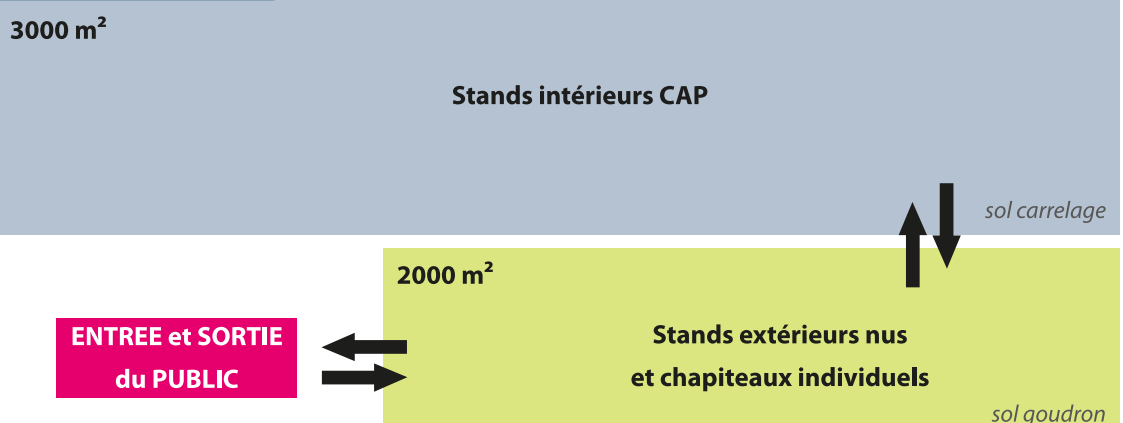 3000 m²
Stands intérieurs CAP
sol carrelage
2000 m²
ENTREE et SORTIE
du PUBLIC
Stands extérieurs nus
et chapiteaux individuels
sol goudron